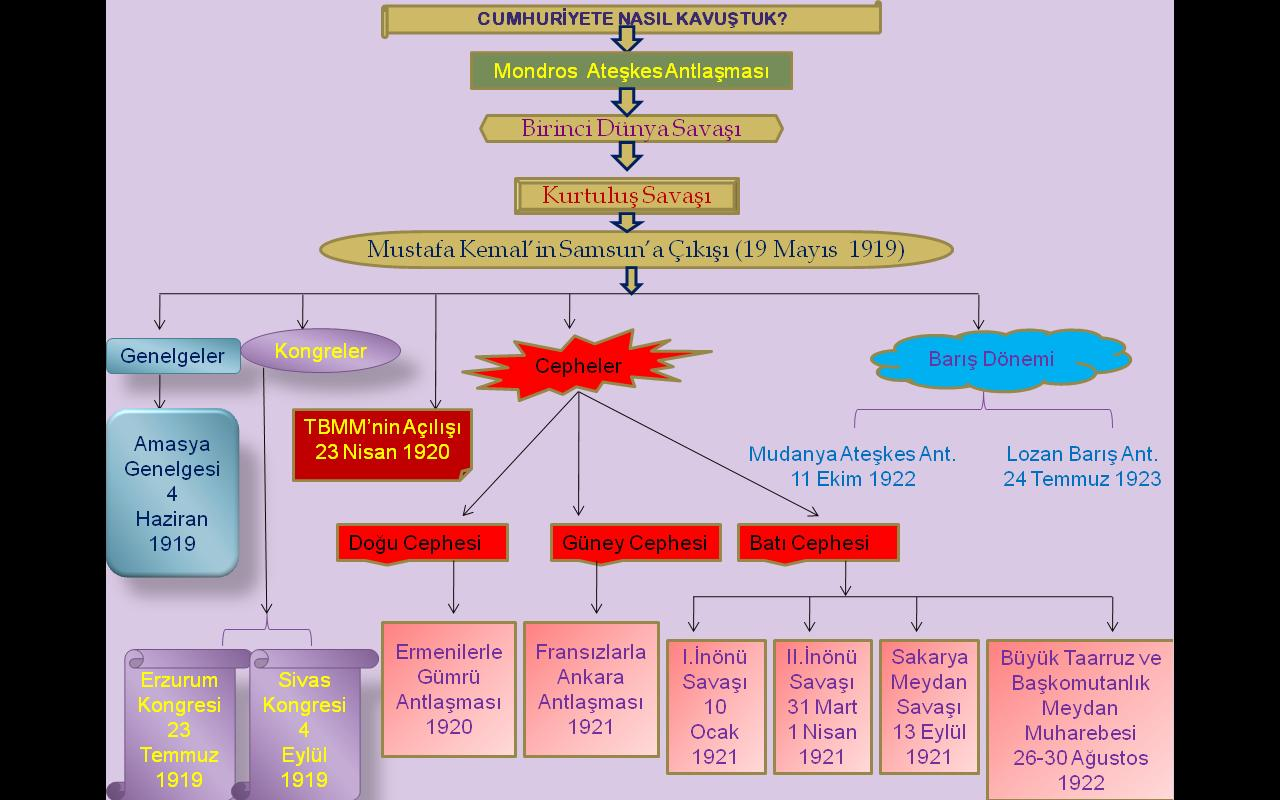 CUMHURİYETE NASIL KAVUŞTUK?
Mondros Ateşkes Antlaşması
Birinci Dünya Savaşı
Kurtuluş Savaşı
Mustafa Kemal'in Samsun'a Çıkışı (19 Mayıs 1919)
Genelgeler
Kongreler
Cepheler
Barış Dönemi
Amasya
Genelgesi
4
Haziran
1919
TBMM'nin Açılışı
23 Nisan 1920
Mudanya Ateşkes Ant.
11 Ekim 1922
Lozan Barış Ant.
24 Temmuz 1923
Doğu Cephesi
Güney Cephesi
Batı Cephesi
Erzurum
Kongresi
23
Temmuz
1919
Sivas
Kongresi
4
Eylül
1919
Ermenilerle
Gümrü
Antlaşması
1920
Fransızlarla
Ankara
Antlaşması
1921
I.İnönü
Savaşı
10
Ocak
1921
II.İnönü
Savaşı
31 Mart
1 Nisan
1921
Sakarya
Meydan
Savaşı
13 Eylül
1921
Büyük Taarruz ve
Başkomutanlık
Meydan
Muharebesi
26-30 Ağustos
1922